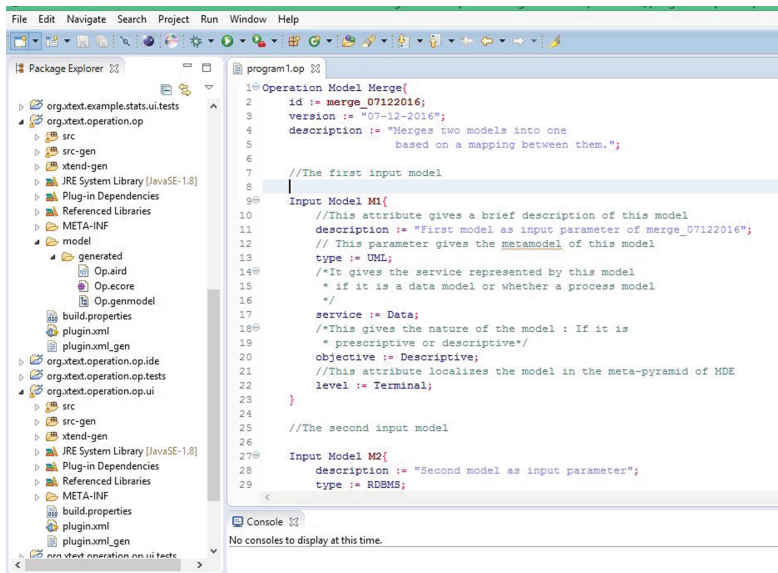 File Edit Navigate Search Project Run Window Help
Package Explorer
org.xtext.example.stats.ui.tests
org.xtext.operation.op
src
src-gen
xtend-gen
JRE System Library [JavaSE-1.8]
Plug-in Dependencies
Referenced Libraries
META-INF
model
generated
Op.aird
Op.ecore
Op.genmodel
build.properties
plugin.xml
plugin.xml_gen
org.xtext.operation.op.ide
org.xtext.operation.op.tests
org.xtext.operation.op.ui
src
src-gen
xtend-gen
JRE System Library [JavaSE-1.8]
Plug-in Dependencies
Referenced Libraries
META-INF
build.properties
plugin.xml
plugin.xml_gen
org.xtext.operation.op.ui.tests
program1.op
1 Operation Model Merge{
2 id := merge_07122016;
3 version := "07-12-2016";
4 description := "Merges two models into one
5 based on a mapping between them.";
6
7 //The first input model
8
9 Input Model M1{
10 //This attribute gives a brief description of this model
11 description := "First model as input parameter of merge_07122016";
12 // This parameter gives the metamodel of this model
13 type := UML;
14 /*It gives the service represented by this model
15 * if it is a data model or whether a process model
16 */
17 service := Data;
18 /*This gives the nature of the model : If it is
19 * prescriptive or descriptive*/
20 objective := Descriptive;
21 //This attribute localizes the model in the meta-pyramid of MDE
22 level := Terminal;
23 }
24
25 //The second input model
26
27 Input Model M2{
28 description := "Second model as input parameter";
29 type := RDBMS;
Console
No consoles to display at this time.